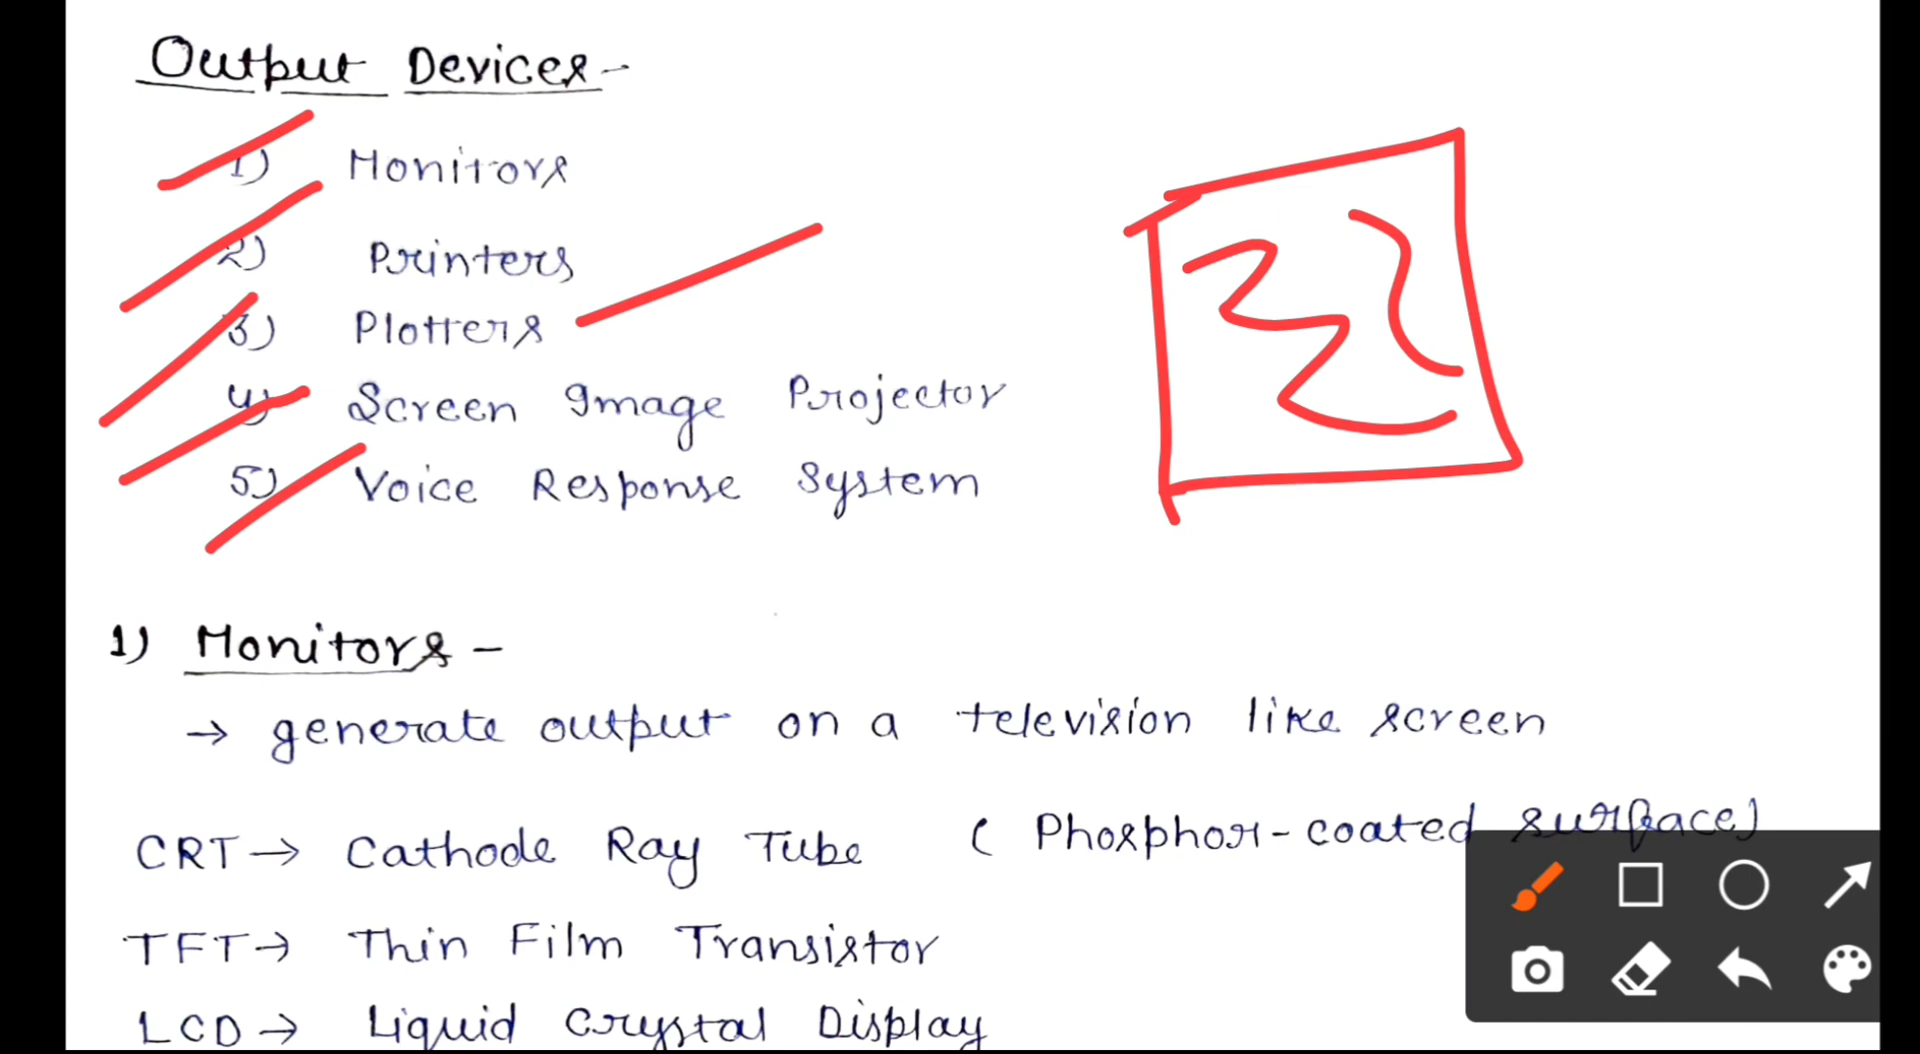 Output Devices-
1) Monitors
2) Printers
3) Plotters
4) Screen Image Projector
5) Voice Response System
1) Monitors -
→ generate output on a television like screen
CRT → Cathode Ray Tube ( Phosphor-coated surface)
TFT → Thin Film Transistor
LCD → Liquid Crystal Display